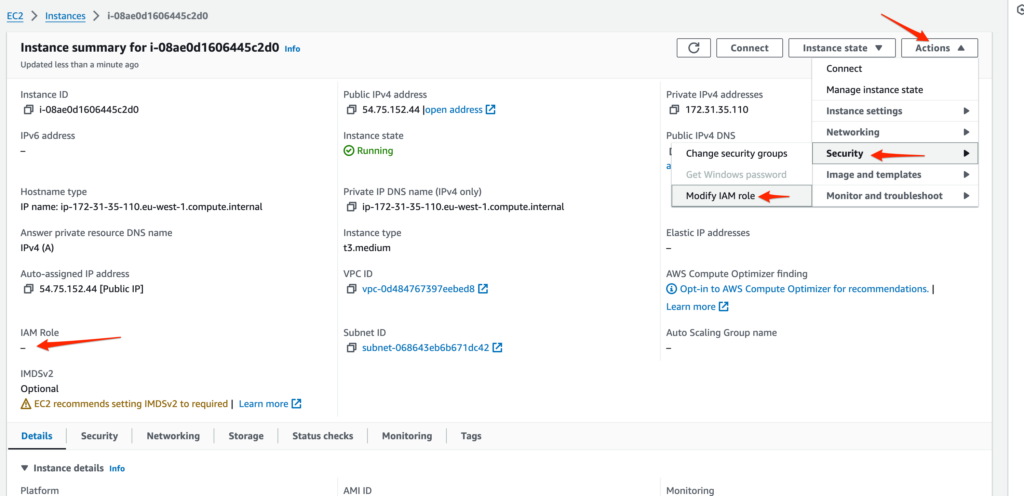 EC2 > Instances > i-08ae0d1606445c2d0
Instance summary for i-08ae0d1606445c2d0 Info
Updated less than a minute ago
Connect
Instance state ▼
Actions ▲
Connect
Manage instance state
Instance settings
Networking
Security
Image and templates
Monitor and troubleshoot
Change security groups
Get Windows password
Modify IAM role
Instance ID
i-08ae0d1606445c2d0
Public IPv4 address
54.75.152.44 |open address
Private IPv4 addresses
172.31.35.110
IPv6 address
–
Instance state
Running
Public IPv4 DNS
Hostname type
IP name: ip-172-31-35-110.eu-west-1.compute.internal
Private IP DNS name (IPv4 only)
ip-172-31-35-110.eu-west-1.compute.internal
Answer private resource DNS name
IPv4 (A)
Instance type
t3.medium
Elastic IP addresses
–
Auto-assigned IP address
54.75.152.44 [Public IP]
VPC ID
vpc-0d484767397eebed8
AWS Compute Optimizer finding
Opt-in to AWS Compute Optimizer for recommendations. |
Learn more
IAM Role
–
Subnet ID
subnet-068643eb6b671dc42
Auto Scaling Group name
–
IMDSv2
Optional
EC2 recommends setting IMDSv2 to required | Learn more
Details
Security
Networking
Storage
Status checks
Monitoring
Tags
▼ Instance details Info
Platform
AMI ID
Monitoring